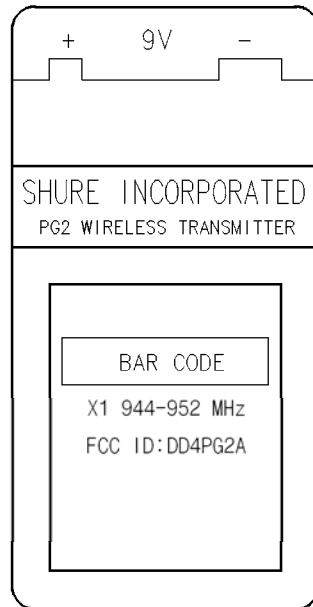 + 9V -
SHURE INCORPORATED
PG2 WIRELESS TRANSMITTER
BAR CODE
X1 944-952 MHz
FCC ID:DD4PG2A